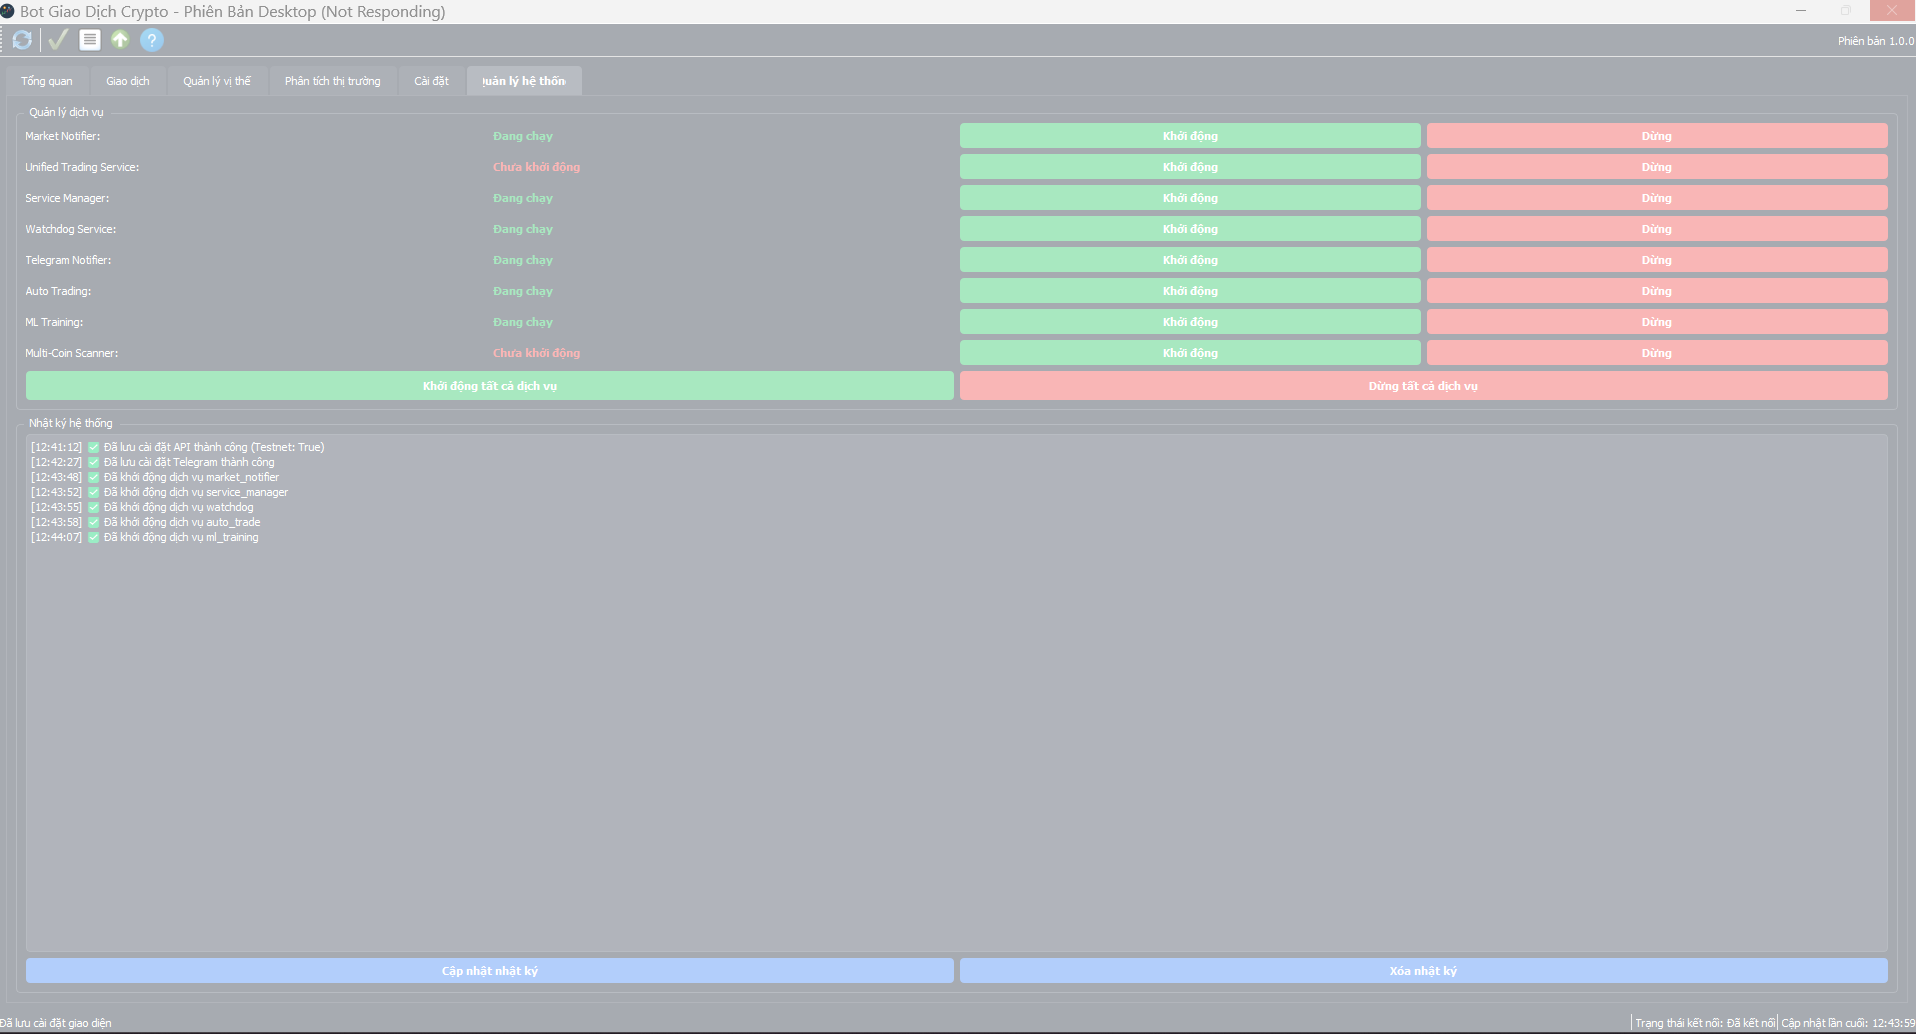 Bot Giao Dịch Crypto - Phiên Bản Desktop (Not Responding)
Phiên bản 1.0.0
Tổng quan Giao dịch Quản lý vị thế Phân tích thị trường Cài đặt uản lý hệ thốn
Quản lý dịch vụ
Market Notifier: Đang chạy Khởi động Dừng
Unified Trading Service: Chưa khởi động Khởi động Dừng
Service Manager: Đang chạy Khởi động Dừng
Watchdog Service: Đang chạy Khởi động Dừng
Telegram Notifier: Đang chạy Khởi động Dừng
Auto Trading: Đang chạy Khởi động Dừng
ML Training: Đang chạy Khởi động Dừng
Multi-Coin Scanner: Chưa khởi động Khởi động Dừng
Khởi động tất cả dịch vụ Dừng tất cả dịch vụ
Nhật ký hệ thống
[12:41:12] ✅ Đã lưu cài đặt API thành công (Testnet: True)
[12:42:27] ✅ Đã lưu cài đặt Telegram thành công
[12:43:48] ✅ Đã khởi động dịch vụ market_notifier
[12:43:52] ✅ Đã khởi động dịch vụ service_manager
[12:43:55] ✅ Đã khởi động dịch vụ watchdog
[12:43:58] ✅ Đã khởi động dịch vụ auto_trade
[12:44:07] ✅ Đã khởi động dịch vụ ml_training
Cập nhật nhật ký Xóa nhật ký
Đã lưu cài đặt giao diện Trạng thái kết nối: Đã kết nối Cập nhật lần cuối: 12:43:59